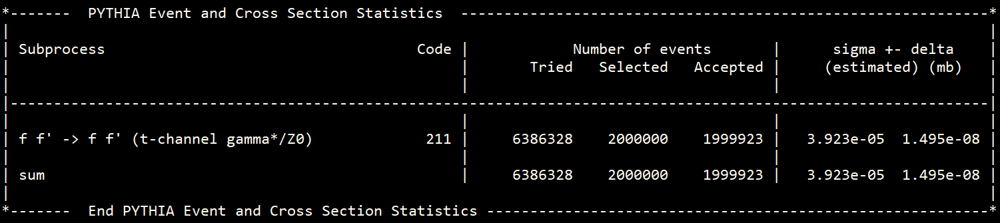 *-------  PYTHIA Event and Cross Section Statistics  -------------------------------------------------------------*
|                                                                                                                  |
| Subprocess                                    Code |            Number of events       |      sigma +- delta    |
|                                                    |       Tried   Selected   Accepted |     (estimated) (mb)   |
|                                                    |                                   |                        |
|-----------------------------------------------------------------------------------------------------------------|
|                                                    |                                   |                        |
| f f' -> f f' (t-channel gamma*/Z0)             211 |     6386328    2000000    1999923 |   3.923e-05  1.495e-08 |
|                                                    |                                   |                        |
| sum                                                |     6386328    2000000    1999923 |   3.923e-05  1.495e-08 |
|                                                                                                                  |
*-------  End PYTHIA Event and Cross Section Statistics ----------------------------------------------------------*